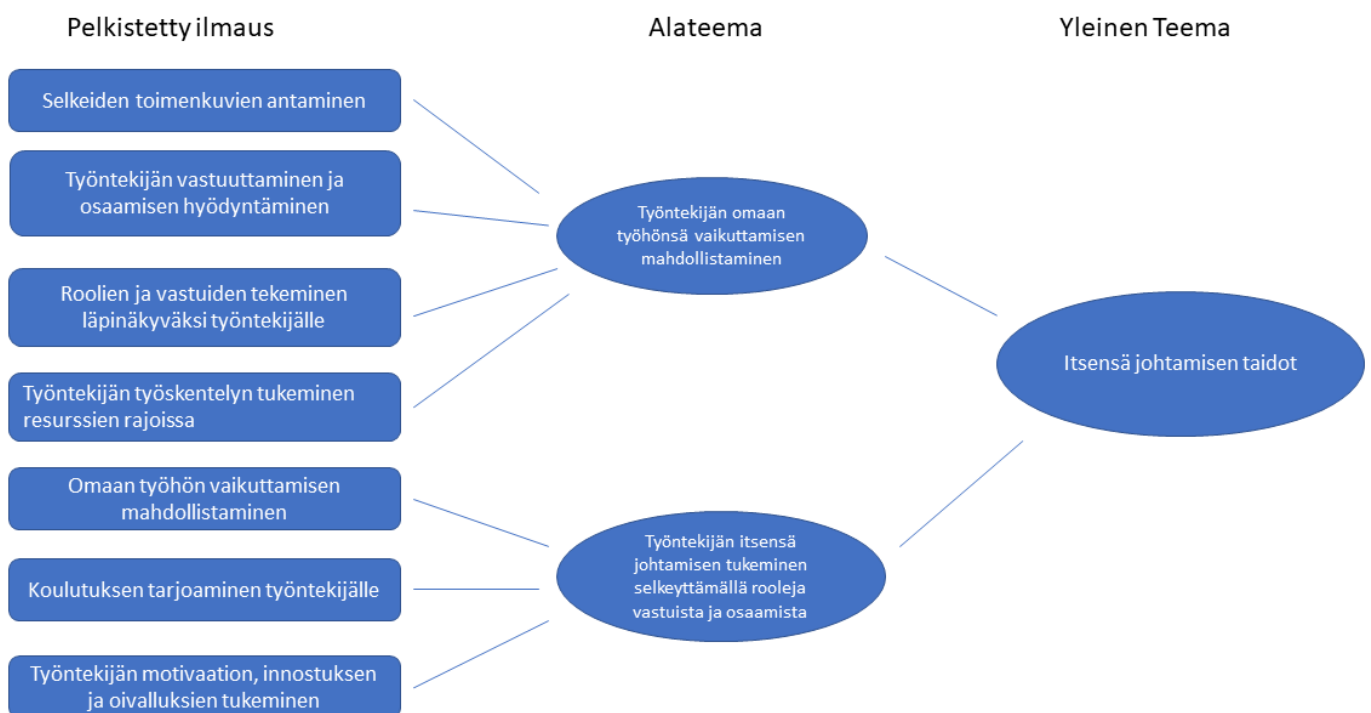 Pelkistetty ilmaus
Alateema
Yleinen Teema
Selkeiden toimenkuvien antaminen
Työntekijän vastuuttaminen ja
osaamisen hyödyntäminen
Roolien ja vastuiden tekeminen
läpinäkyväksi työntekijälle
Työntekijän työskentelyn tukeminen
resurssien rajoissa
Omaan työhön vaikuttamisen
mahdollistaminen
Koulutuksen tarjoaminen työntekijälle
Työntekijän motivaation, innostuksen
ja oivalluksien tukeminen
Työntekijän omaan
työhönsä vaikuttamisen
mahdollistaminen
Työntekijän itsensä
johtamisen tukeminen
selkeyttämällä rooleja
vastuista ja osaamista
Itsensä johtamisen taidot